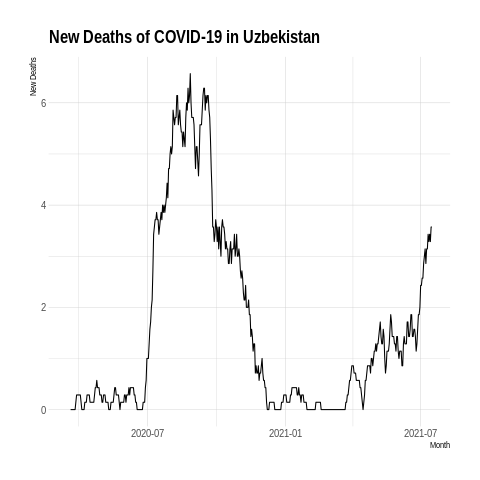 New Deaths of COVID-19 in Uzbekistan
New Deaths
6
4
2
0
2020-07
2021-01
2021-07
Month